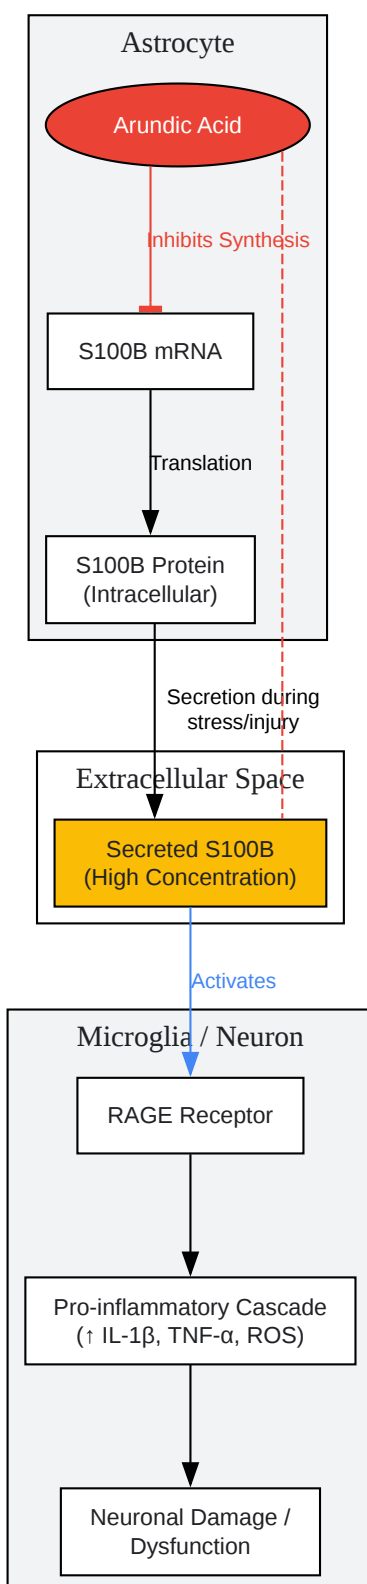 Astrocyte
Arundic Acid
Inhibits Synthesis
S100B mRNA
Translation
S100B Protein
(Intracellular)
Secretion during
stress/injury
Extracellular Space
Secreted S100B
(High Concentration)
Activates
Microglia / Neuron
RAGE Receptor
Pro-inflammatory Cascade
(↑ IL-1β, TNF-α, ROS)
Neuronal Damage /
Dysfunction